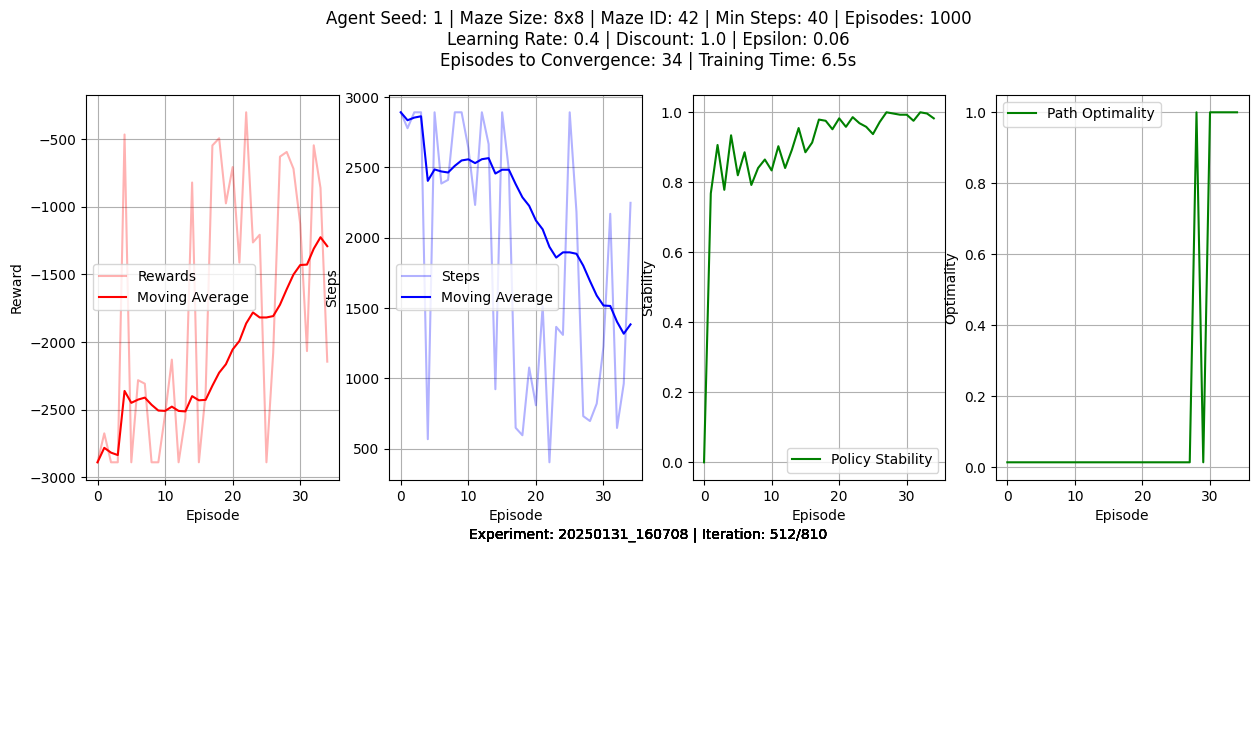 Agent Seed: 1 | Maze Size: 8x8 | Maze ID: 42 | Min Steps: 40 | Episodes: 1000
Learning Rate: 0.4 | Discount: 1.0 | Epsilon: 0.06
Episodes to Convergence: 34 | Training Time: 6.5s
Reward
−500
−1000
−1500
−2000
−2500
−3000
Rewards
Moving Average
0 10 20 30
Episode
Steps
3000
2500
2000
1500
1000
500
Steps
Moving Average
0 10 20 30
Episode
Stability
1.0
0.8
0.6
0.4
0.2
0.0
Policy Stability
0 10 20 30
Episode
Optimality
1.0
0.8
0.6
0.4
0.2
0.0
Path Optimality
0 10 20 30
Episode
Experiment: 20250131_160708 | Iteration: 512/810